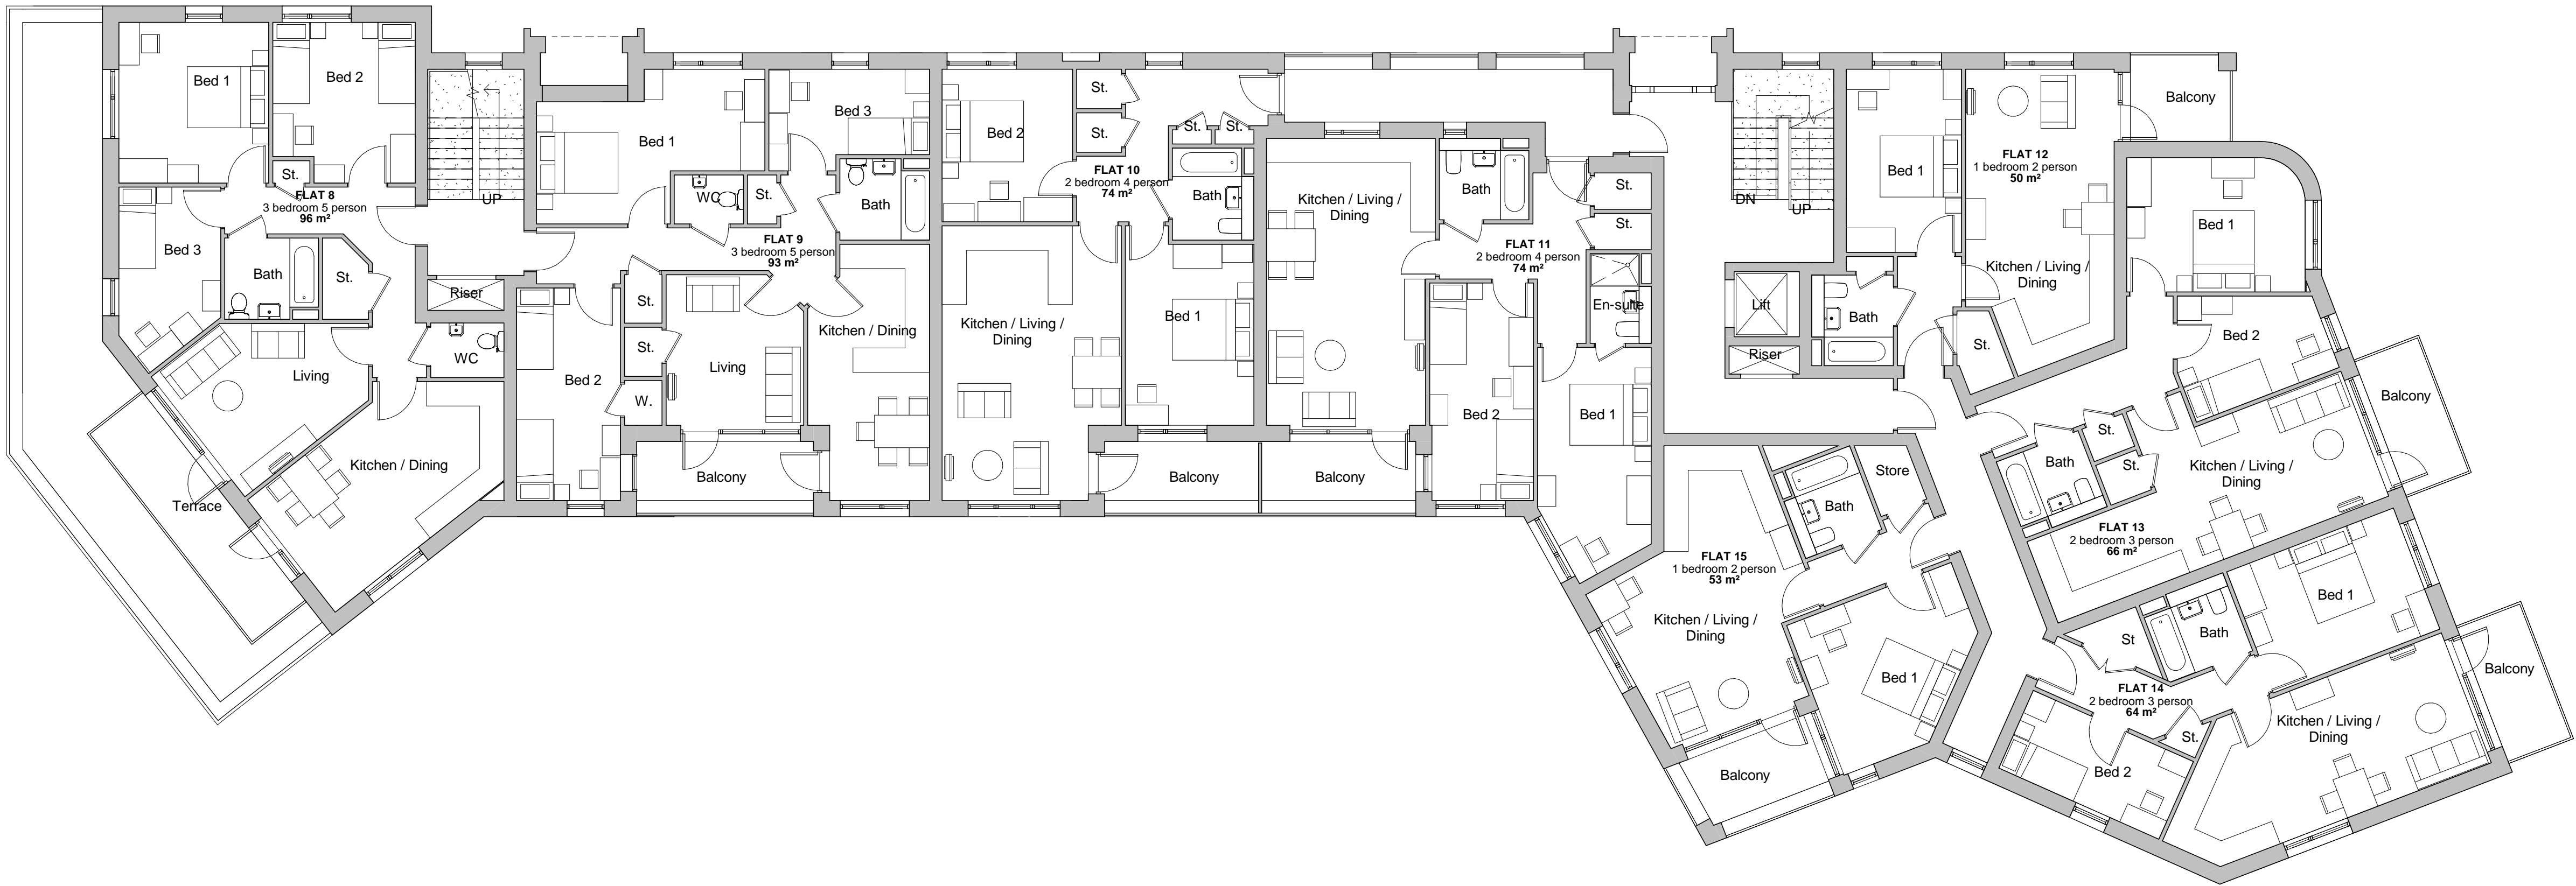 Bed 1
Bed 2
St.
FLAT 8
3 bedroom 5 person
96 m²
Bed 3
Bath
St.
UP
Riser
WC
Living
Kitchen / Dining
Terrace
Bed 1
Bed 3
WC
St.
Bath
FLAT 9
3 bedroom 5 person
93 m²
St.
St.
W.
Bed 2
Living
Kitchen / Dining
Balcony
Bed 2
St.
St.
St.
St.
FLAT 10
2 bedroom 4 person
74 m²
Bath
Kitchen / Living /
Dining
Bed 1
Balcony
Kitchen / Living /
Dining
Bath
St.
St.
FLAT 11
2 bedroom 4 person
74 m²
En-suite
Bed 2
Bed 1
Balcony
DN
UP
Lift
Riser
Bed 1
FLAT 12
1 bedroom 2 person
50 m²
Balcony
Kitchen / Living /
Dining
Bath
St.
Bed 1
Bed 2
Balcony
St.
Bath
St.
Kitchen / Living /
Dining
FLAT 13
2 bedroom 3 person
66 m²
Store
Bath
FLAT 15
1 bedroom 2 person
53 m²
Kitchen / Living /
Dining
Bed 1
Balcony
Bed 1
St
Bath
Balcony
FLAT 14
2 bedroom 3 person
64 m²
St.
Kitchen / Living /
Dining
Bed 2